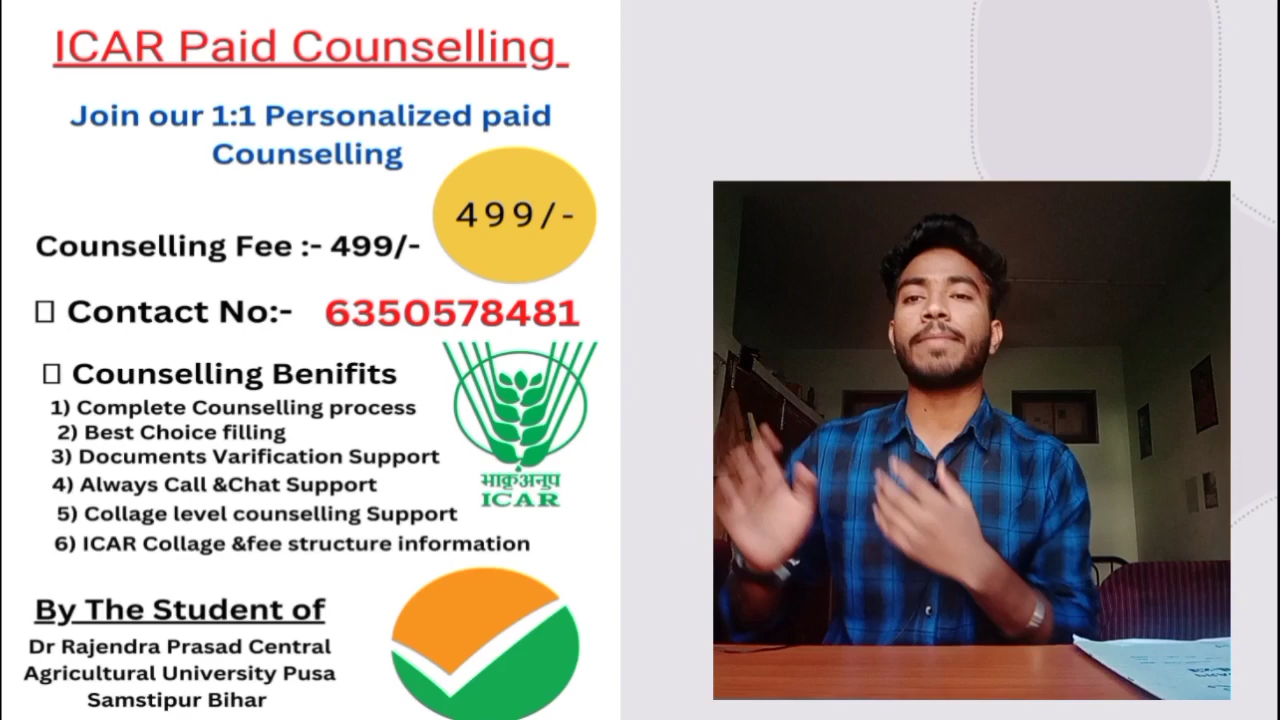 ICAR Paid Counselling
Join our 1:1 Personalized paid
Counselling
499/-
Counselling Fee :- 499/-
Contact No:- 6350578481
Counselling Benifits
1) Complete Counselling process
2) Best Choice filling
3) Documents Varification Support
4) Always Call &Chat Support
5) Collage level counselling Support
6) ICAR Collage &fee structure information
भाकृअनुप
ICAR
By The Student of
Dr Rajendra Prasad Central
Agricultural University Pusa
Samstipur Bihar